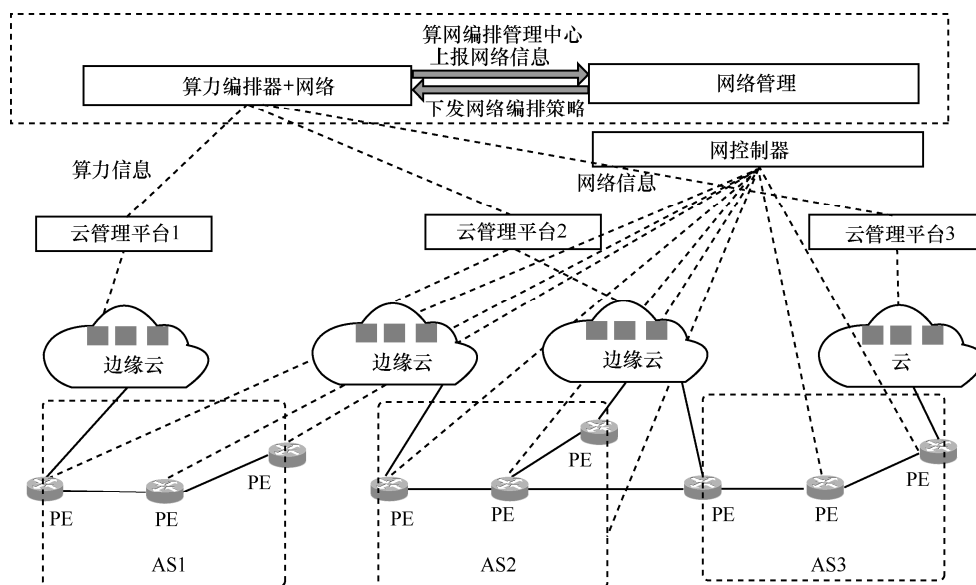 算网编排管理中心
上报网络信息
算力编排器+网络
网络管理
下发网络编排策略
网控制器
算力信息
网络信息
云管理平台1
云管理平台2
云管理平台3
边缘云
边缘云
边缘云
云
PE
PE
PE
PE
PE
PE
PE
PE
PE
AS1
AS2
AS3